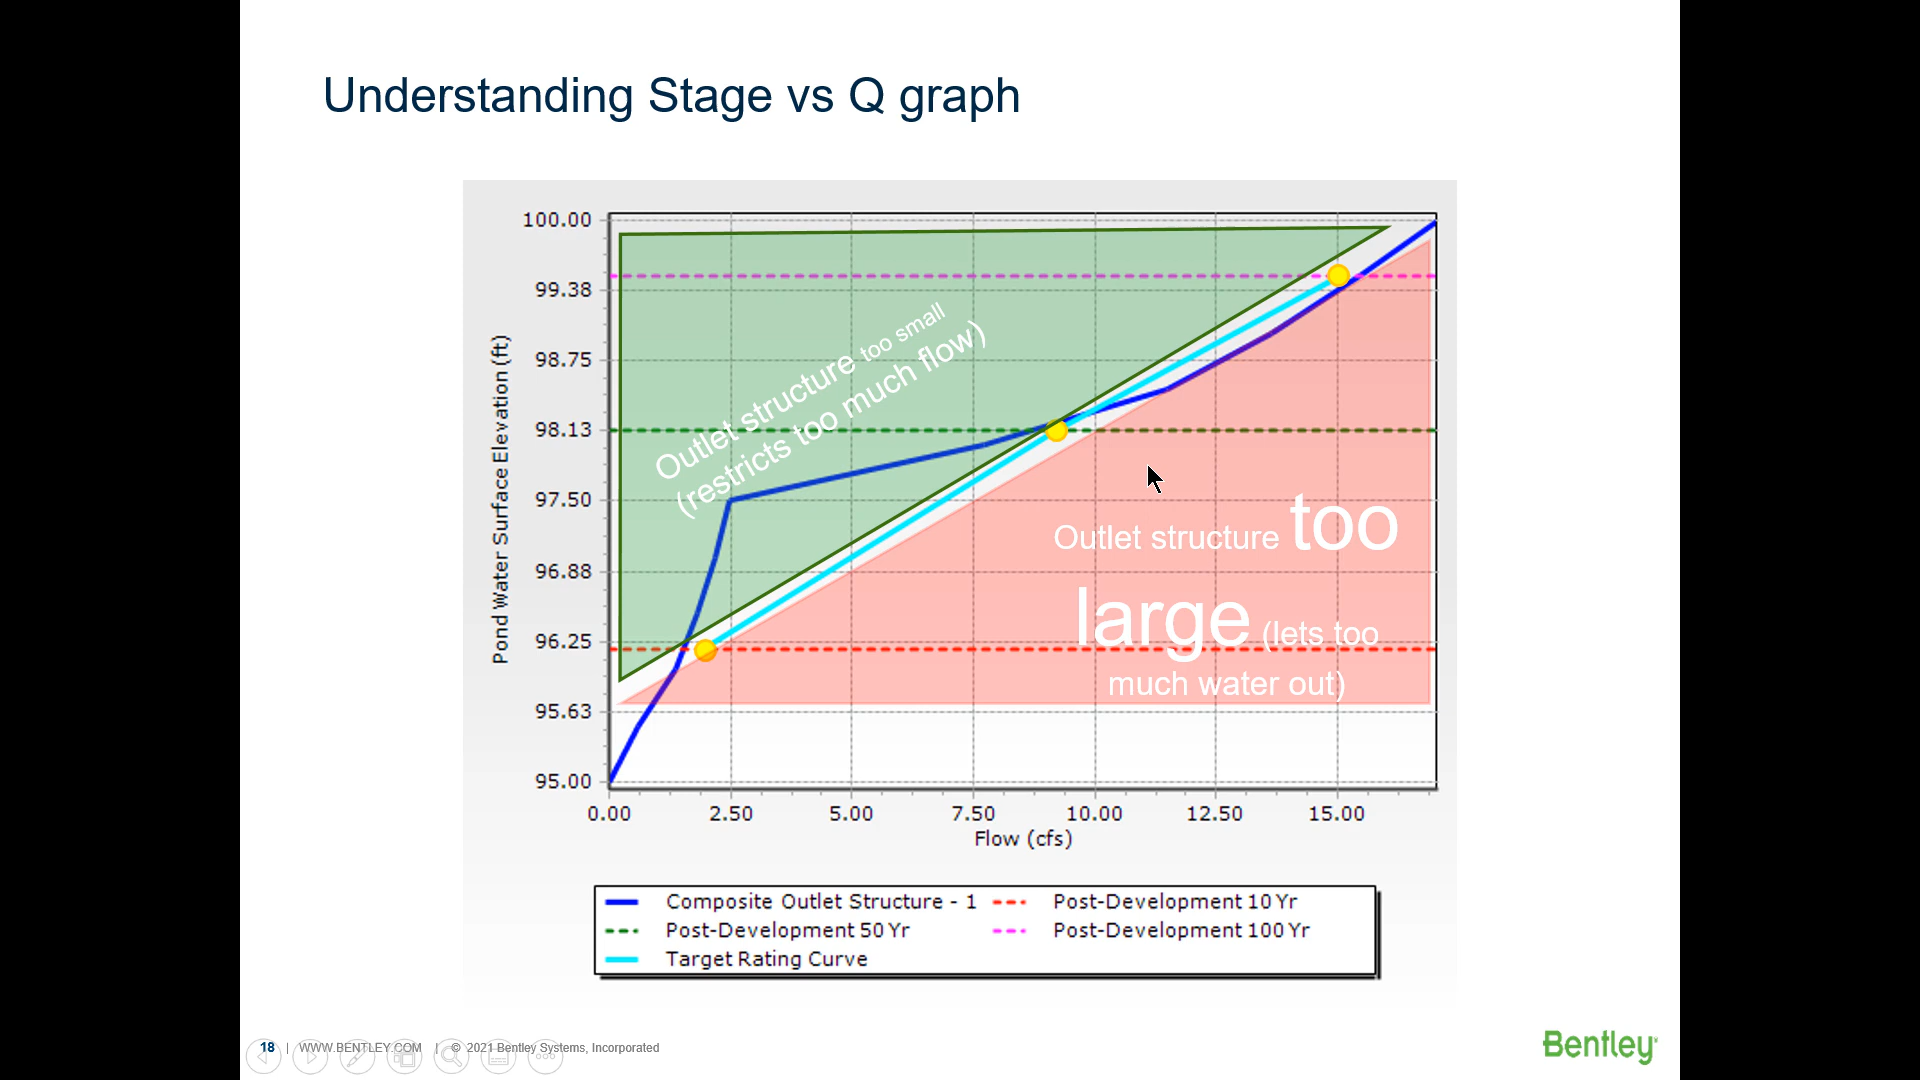 Understanding Stage vs Q graph
100.00
99.38
98.75
98.13
97.50
96.88
96.25
95.63
95.00
Pond Water Surface Elevation (ft)
Outlet structure too small
(restricts too much flow)
Outlet structure too
large (lets too
much water out)
0.00 2.50 5.00 7.50 10.00 12.50 15.00
Flow (cfs)
Composite Outlet Structure - 1 Post-Development 10 Yr
Post-Development 50 Yr Post-Development 100 Yr
Target Rating Curve
18 | WWW.BENTLEY.COM | © 2021 Bentley Systems, Incorporated
Bentley